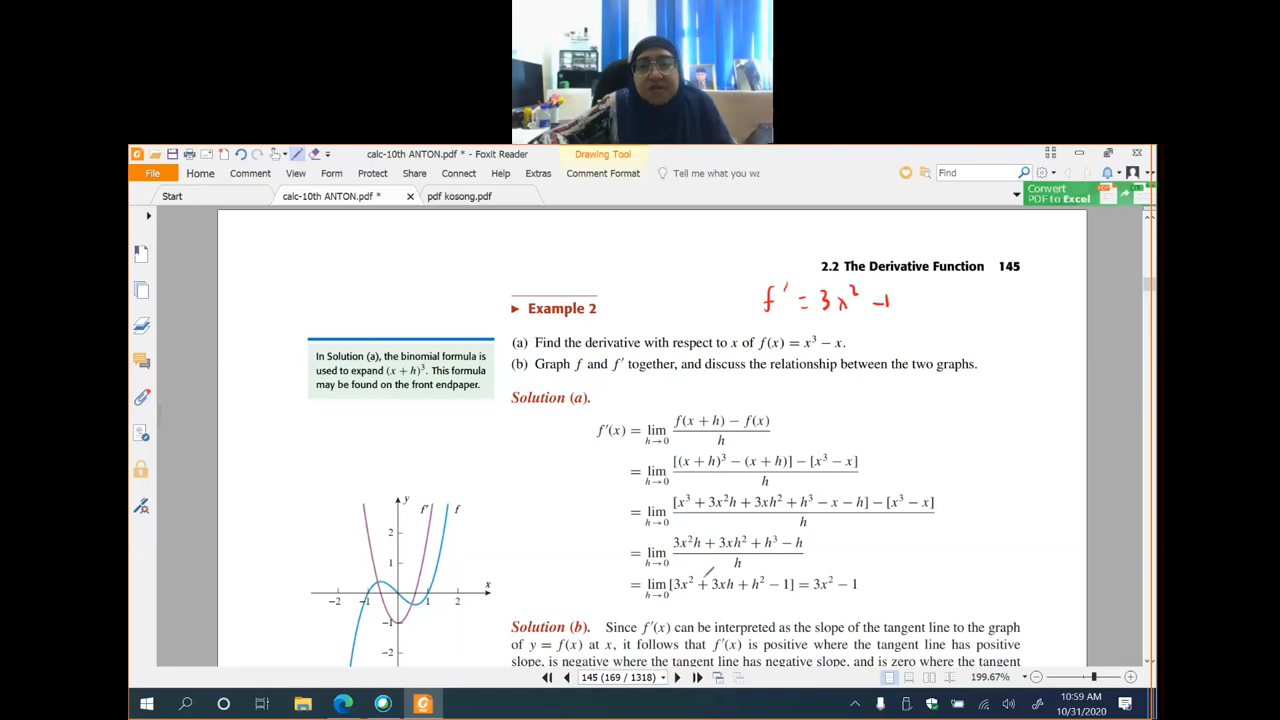 calc-10th ANTON.pdf * - Foxit Reader
Drawing Tool
File Home Comment View Form Protect Share Connect Help Extras Comment Format Tell me what you wa Find
Start calc-10th ANTON.pdf * pdf kosong.pdf
Convert
PDF to Excel
2.2 The Derivative Function 145
f′ = 3x² −1
Example 2
(a) Find the derivative with respect to x of f(x) = x³ − x.
(b) Graph f and f′ together, and discuss the relationship between the two graphs.
In Solution (a), the binomial formula is
used to expand (x + h)³. This formula
may be found on the front endpaper.
Solution (a).
f′(x) = lim h→0 f(x + h) − f(x) / h
= lim h→0 [(x + h)³ − (x + h)] − [x³ − x] / h
= lim h→0 [x³ + 3x²h + 3xh² + h³ − x − h] − [x³ − x] / h
= lim h→0 3x²h + 3xh² + h³ − h / h
= lim h→0 [3x² + 3xh + h² − 1] = 3x² − 1
y
f′ f
2
x
−2 −1 1 2
−1
−2
Solution (b). Since f′(x) can be interpreted as the slope of the tangent line to the graph
of y = f(x) at x, it follows that f′(x) is positive where the tangent line has positive
slope, is negative where the tangent line has negative slope, and is zero where the tangent
145 (169 / 1318) 199.67%
10:59 AM
10/31/2020